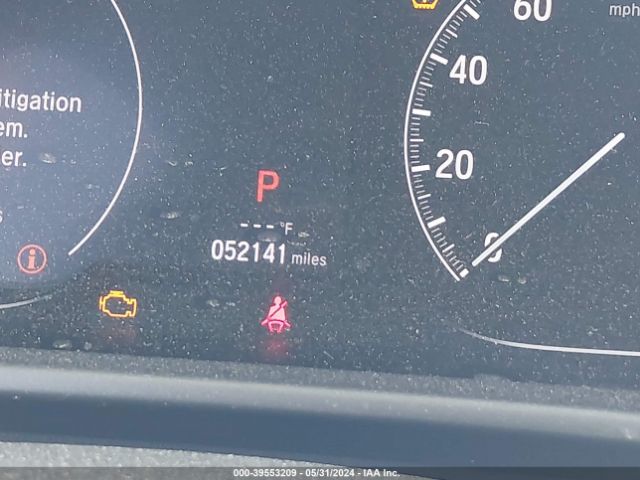 60
mph
40
itigation
em.
er.
20
P
---°F
052141 miles
0
i
000-39553209 - 05/31/2024 - IAA Inc.